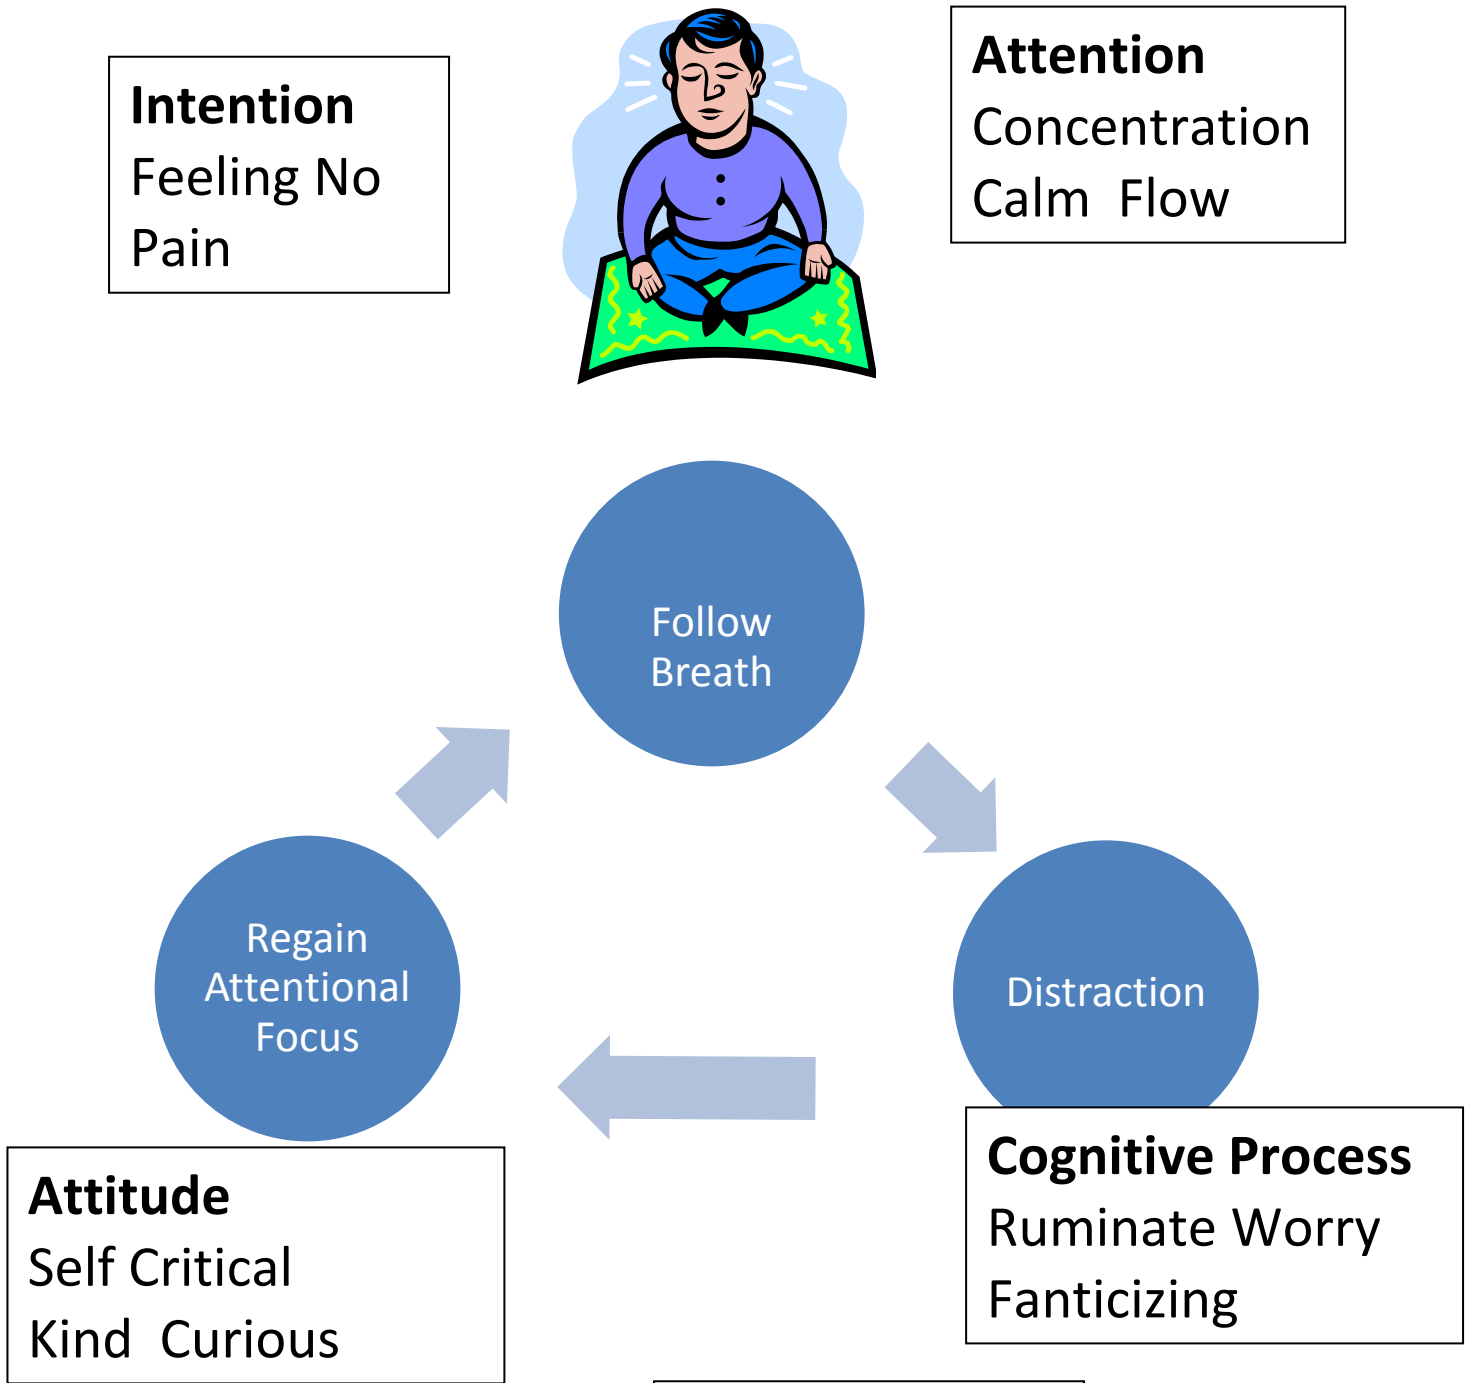 Intention
Feeling No
Pain
Attention
Concentration
Calm  Flow
Follow
Breath
Regain
Attentional
Focus
Distraction
Attitude
Self Critical
Kind  Curious
Cognitive Process
Ruminate Worry
Fanticizing